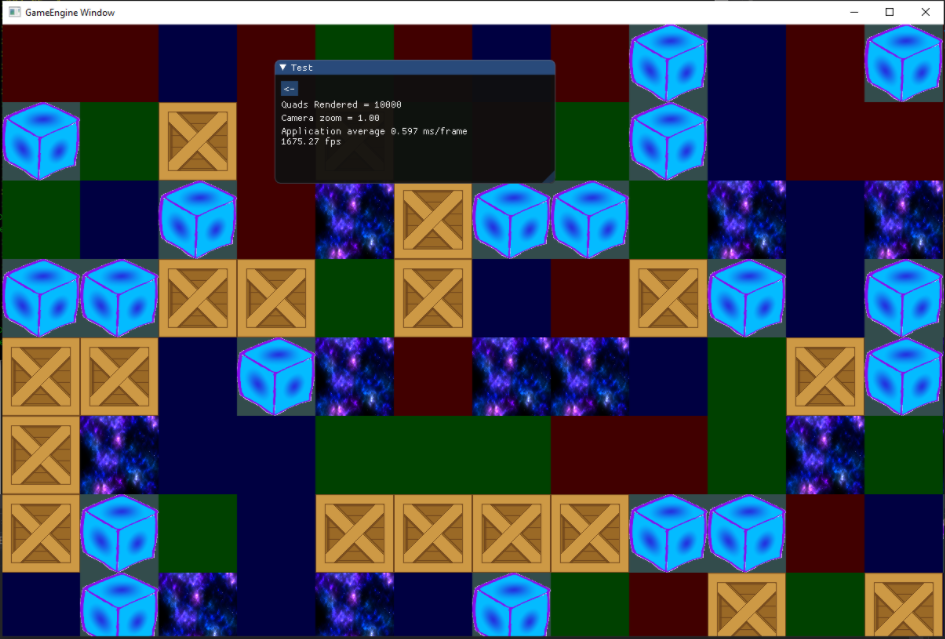 GameEngine Window
Test
<-
Quads Rendered = 10000
Camera zoom = 1.00
Application average 0.597 ms/frame
1675.27 fps